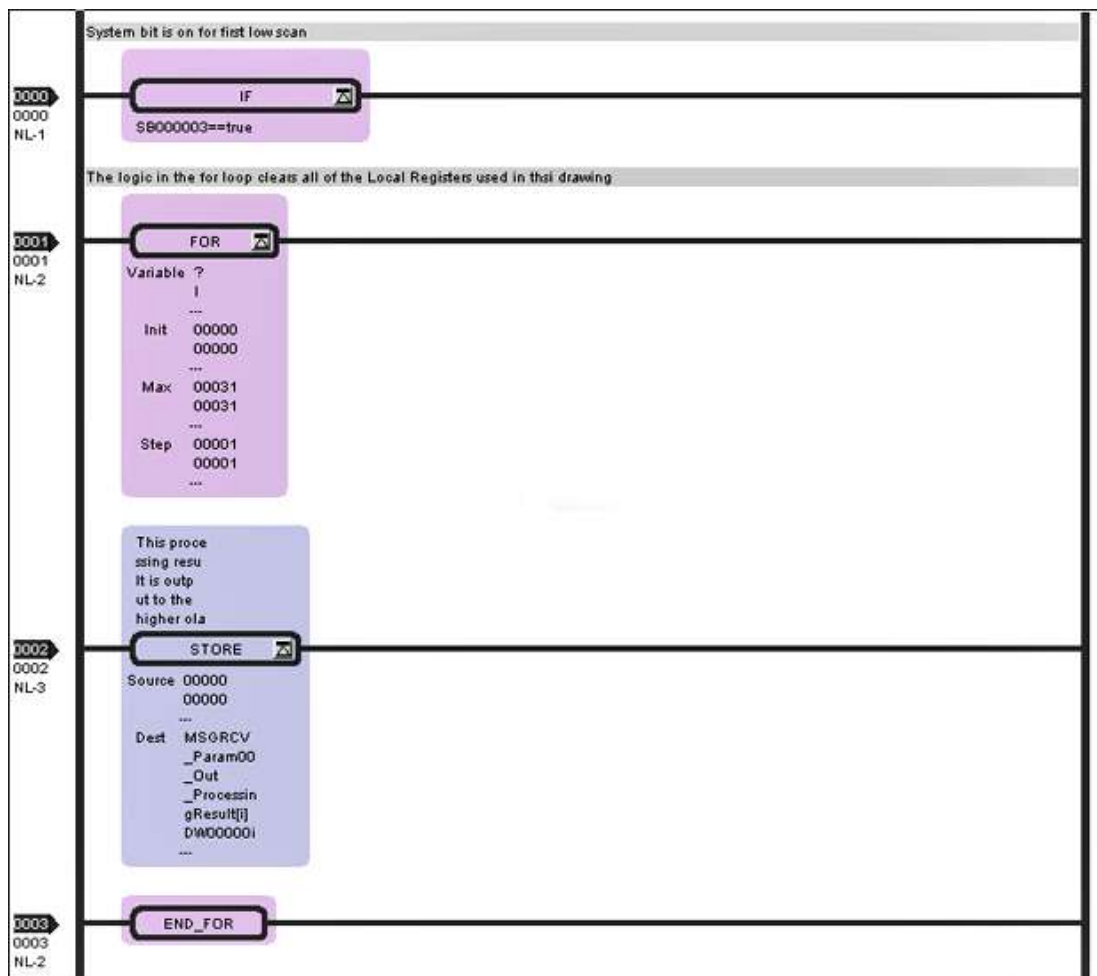 System bit is on for first low scan
0000
0000
NL-1
IF
SB000003==true
The logic in the for loop clears all of the Local Registers used in thsi drawing
0001
0001
NL-2
FOR
Variable ?
I
...
Init 00000
00000
...
Max 00031
00031
...
Step 00001
00001
...
This proce
ssing resu
lt is outp
ut to the
higher ola
0002
0002
NL-3
STORE
Source 00000
00000
...
Dest MSGRCV
_Param00
_Out
_Processin
gResult[i]
DW00000i
...
0003
0003
NL-2
END_FOR